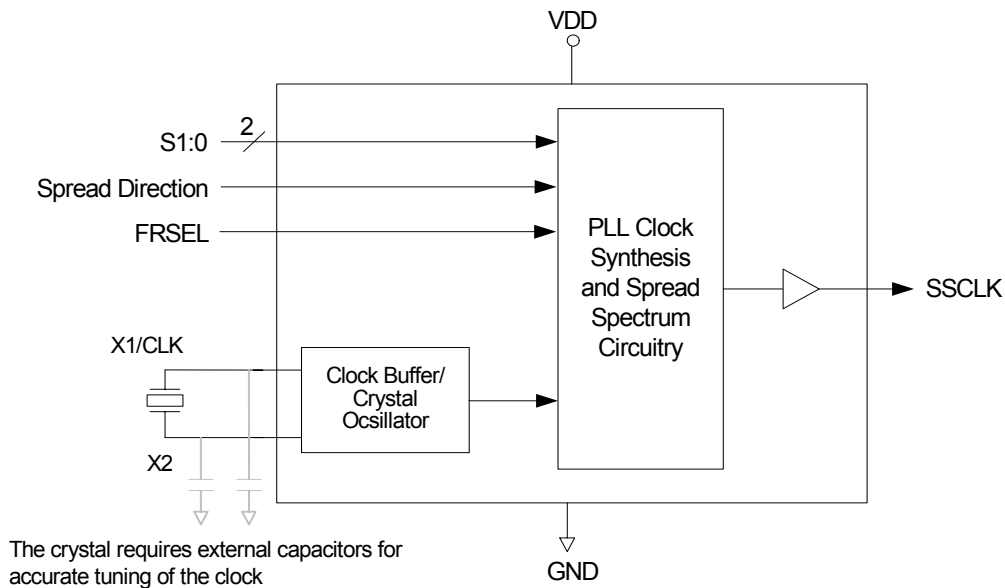 VDD
2
S1:0
Spread Direction
FRSEL
PLL Clock
Synthesis
and Spread
Spectrum
Circuitry
SSCLK
X1/CLK
Clock Buffer/
Crystal
Ocsillator
X2
The crystal requires external capacitors for
accurate tuning of the clock
GND